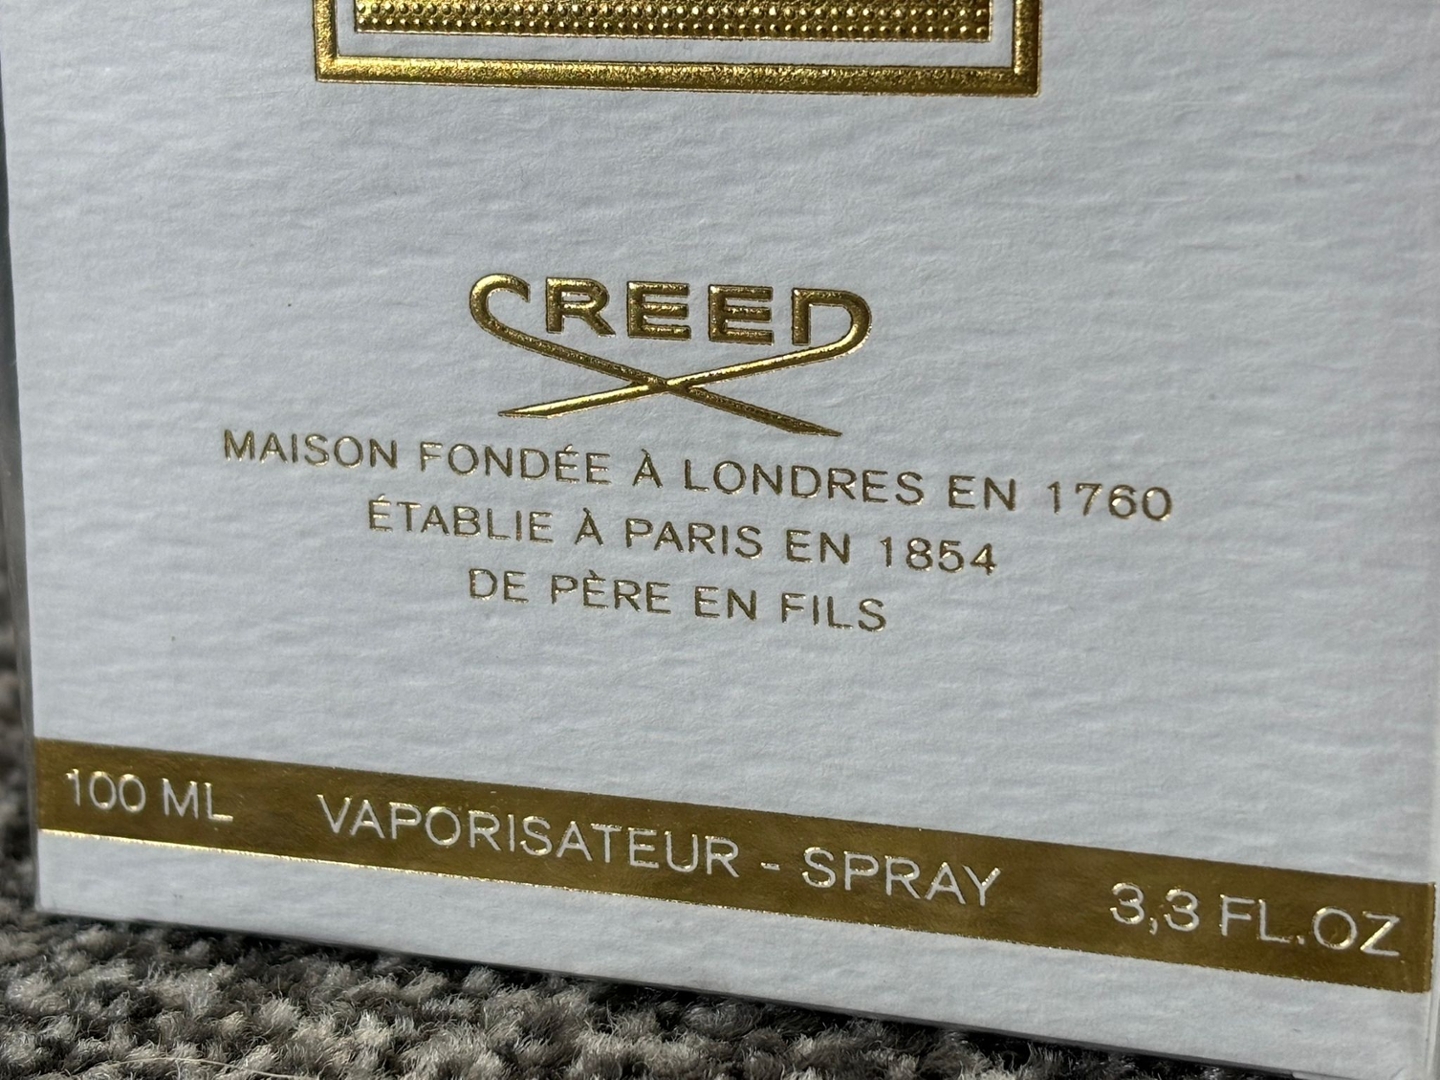 CREED
MAISON FONDÉE À LONDRES EN 1760
ÉTABLIE À PARIS EN 1854
DE PÈRE EN FILS
100 ML VAPORISATEUR - SPRAY 3,3 FL.OZ